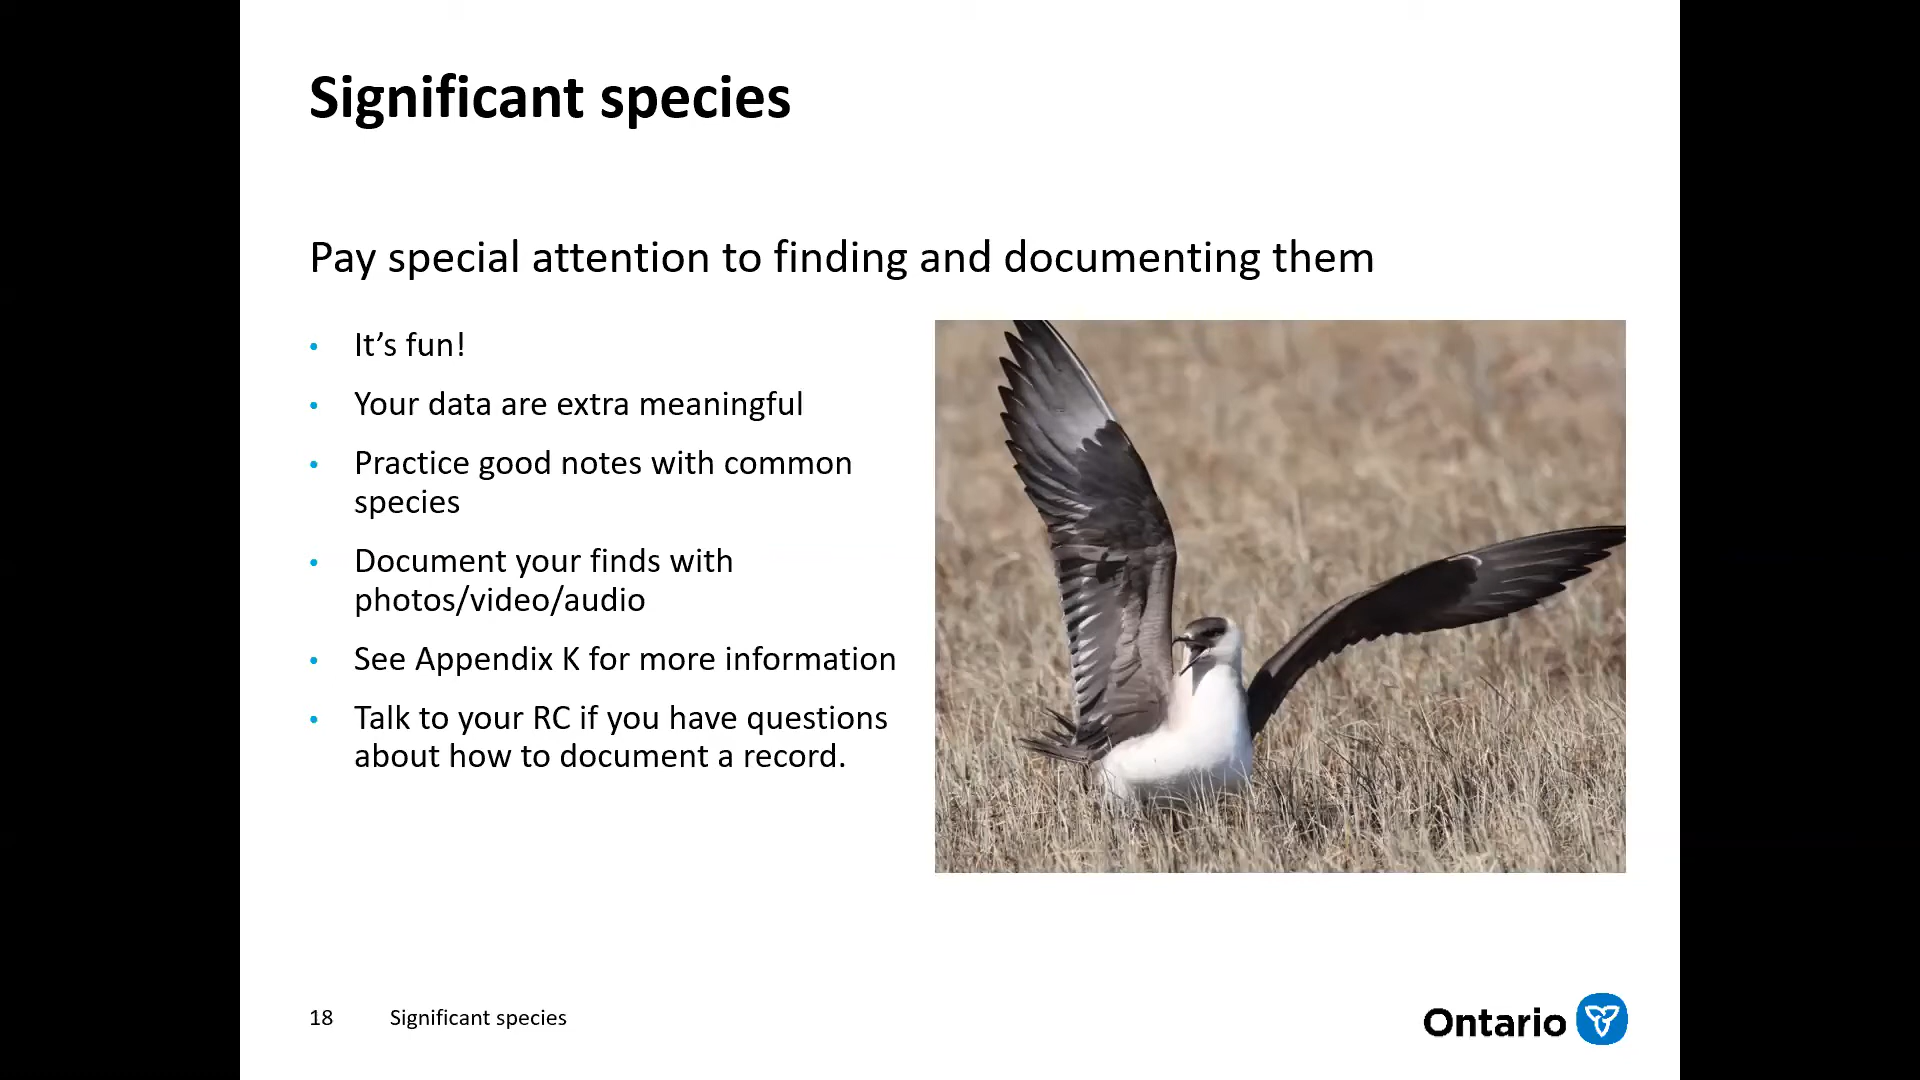 Significant species
Pay special attention to finding and documenting them
• It’s fun!
• Your data are extra meaningful
• Practice good notes with common
species
• Document your finds with
photos/video/audio
• See Appendix K for more information
• Talk to your RC if you have questions
about how to document a record.
18 Significant species
Ontario